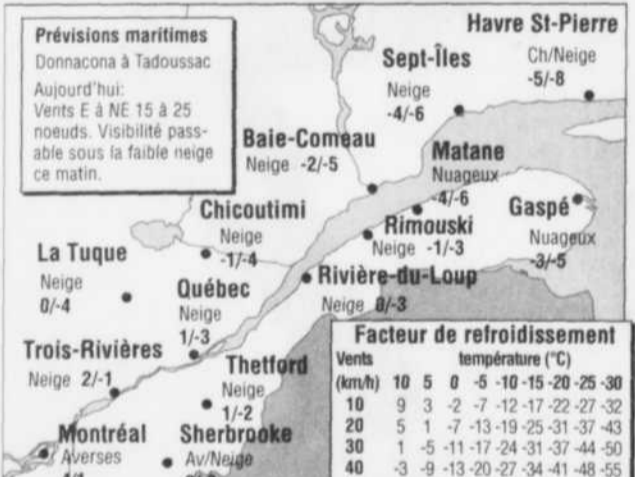 Prévisions maritimes
Donnacona à Tadoussac
Aujourd'hui:
Vents E à NE 15 à 25
noeuds. Visibilité pass-
able sous la faible neige
ce matin.
Havre St-Pierre
Ch/Neige
-5/-8
Sept-Îles
Neige
-4/-6
Baie-Comeau
Neige -2/-5
Matane
Nuageux
-4/-6
Gaspé
Nuageux
-3/-5
Chicoutimi
Neige
-1/-4
Rimouski
Neige -1/-3
La Tuque
Neige
0/-4
Rivière-du-Loup
Neige 0/-3
Québec
Neige
1/-3
Trois-Rivières
Neige 2/-1
Thetford
Neige
1/-2
Montréal
Averses
Sherbrooke
Av/Neige
Facteur de refroidissement
Vents température (°C)
(km/h) 10 5 0 -5 -10 -15 -20 -25 -30
10 9 3 -2 -7 -12 -17 -22 -27 -32
20 5 1 -7 -13 -19 -25 -31 -37 -43
30 1 -5 -11 -17 -24 -31 -37 -44 -50
40 -3 -9 -13 -20 -27 -34 -41 -48 -55